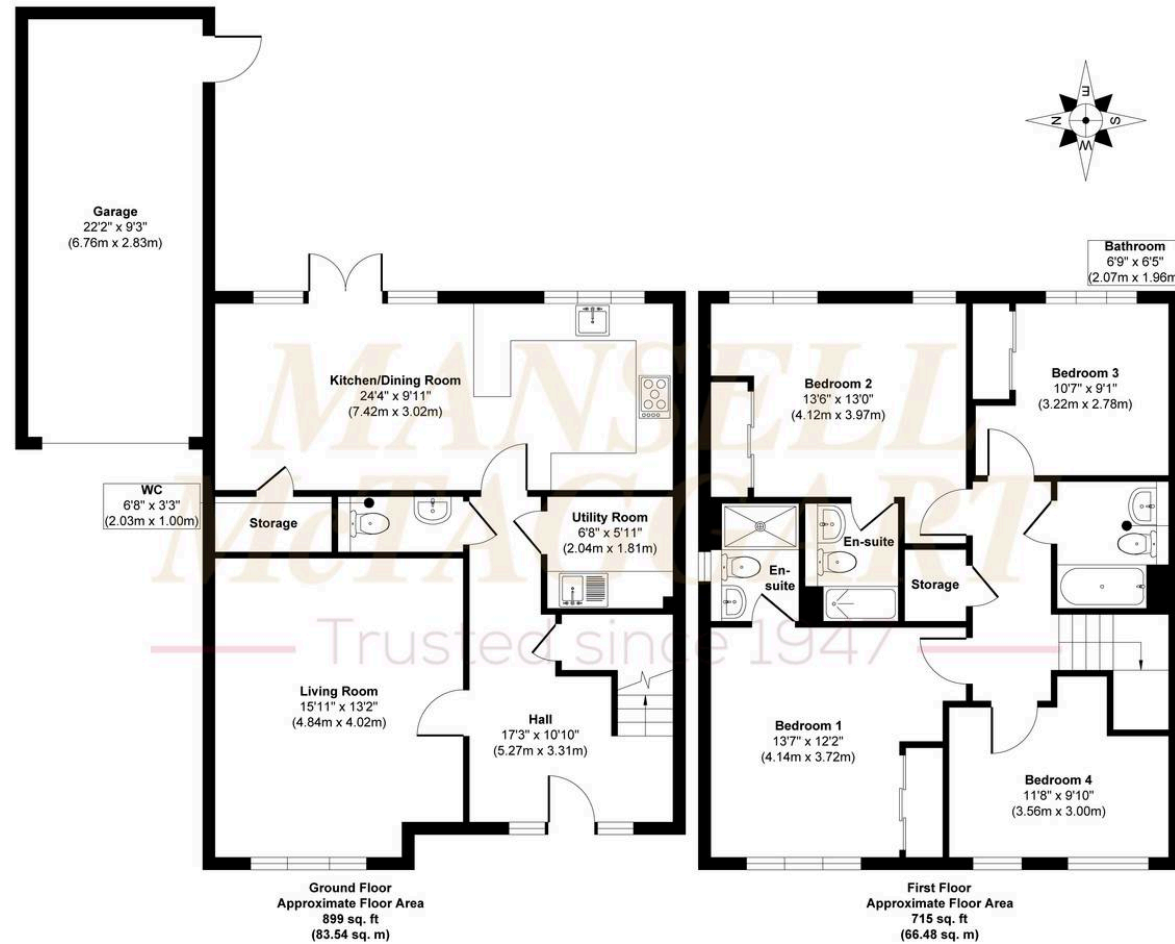 Garage
22'2" x 9'3"
(6.76m x 2.83m)
E
N
S
W
Bathroom
6'9" x 6'5"
(2.07m x 1.96m
Kitchen/Dining Room
24'4" x 9'11"
(7.42m x 3.02m)
Bedroom 2
13'6" x 13'0"
(4.12m x 3.97m)
Bedroom 3
10'7" x 9'1"
(3.22m x 2.78m)
MANSELL
McTAGGART
Trusted since 1947
WC
6'8" x 3'3"
(2.03m x 1.00m)
Storage
Utility Room
6'8" x 5'11"
(2.04m x 1.81m)
En-
suite
En-suite
Storage
Living Room
15'11" x 13'2"
(4.84m x 4.02m)
Hall
17'3" x 10'10"
(5.27m x 3.31m)
Bedroom 1
13'7" x 12'2"
(4.14m x 3.72m)
Bedroom 4
11'8" x 9'10"
(3.56m x 3.00m)
Ground Floor
Approximate Floor Area
899 sq. ft
(83.54 sq. m)
First Floor
Approximate Floor Area
715 sq. ft
(66.48 sq. m)